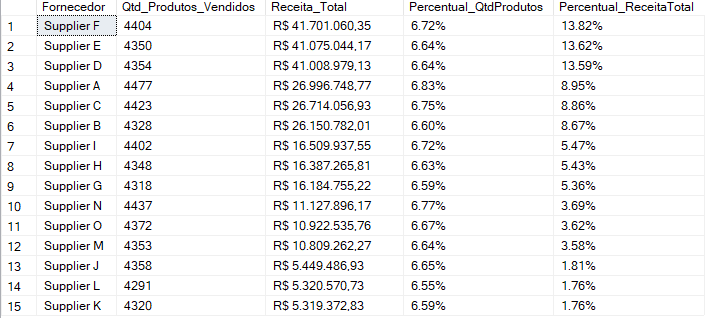 Fornecedor Qtd_Produtos_Vendidos Receita_Total Percentual_QtdProdutos Percentual_ReceitaTotal
1 Supplier F 4404 R$ 41.701.060,35 6.72% 13.82%
2 Supplier E 4350 R$ 41.075.044,17 6.64% 13.62%
3 Supplier D 4354 R$ 41.008.979,13 6.64% 13.59%
4 Supplier A 4477 R$ 26.996.748,77 6.83% 8.95%
5 Supplier C 4423 R$ 26.714.056,93 6.75% 8.86%
6 Supplier B 4328 R$ 26.150.782,01 6.60% 8.67%
7 Supplier I 4402 R$ 16.509.937,55 6.72% 5.47%
8 Supplier H 4348 R$ 16.387.265,81 6.63% 5.43%
9 Supplier G 4318 R$ 16.184.755,22 6.59% 5.36%
10 Supplier N 4437 R$ 11.127.896,17 6.77% 3.69%
11 Supplier O 4372 R$ 10.922.535,76 6.67% 3.62%
12 Supplier M 4353 R$ 10.809.262,27 6.64% 3.58%
13 Supplier J 4358 R$ 5.449.486,93 6.65% 1.81%
14 Supplier L 4291 R$ 5.320.570,73 6.55% 1.76%
15 Supplier K 4320 R$ 5.319.372,83 6.59% 1.76%